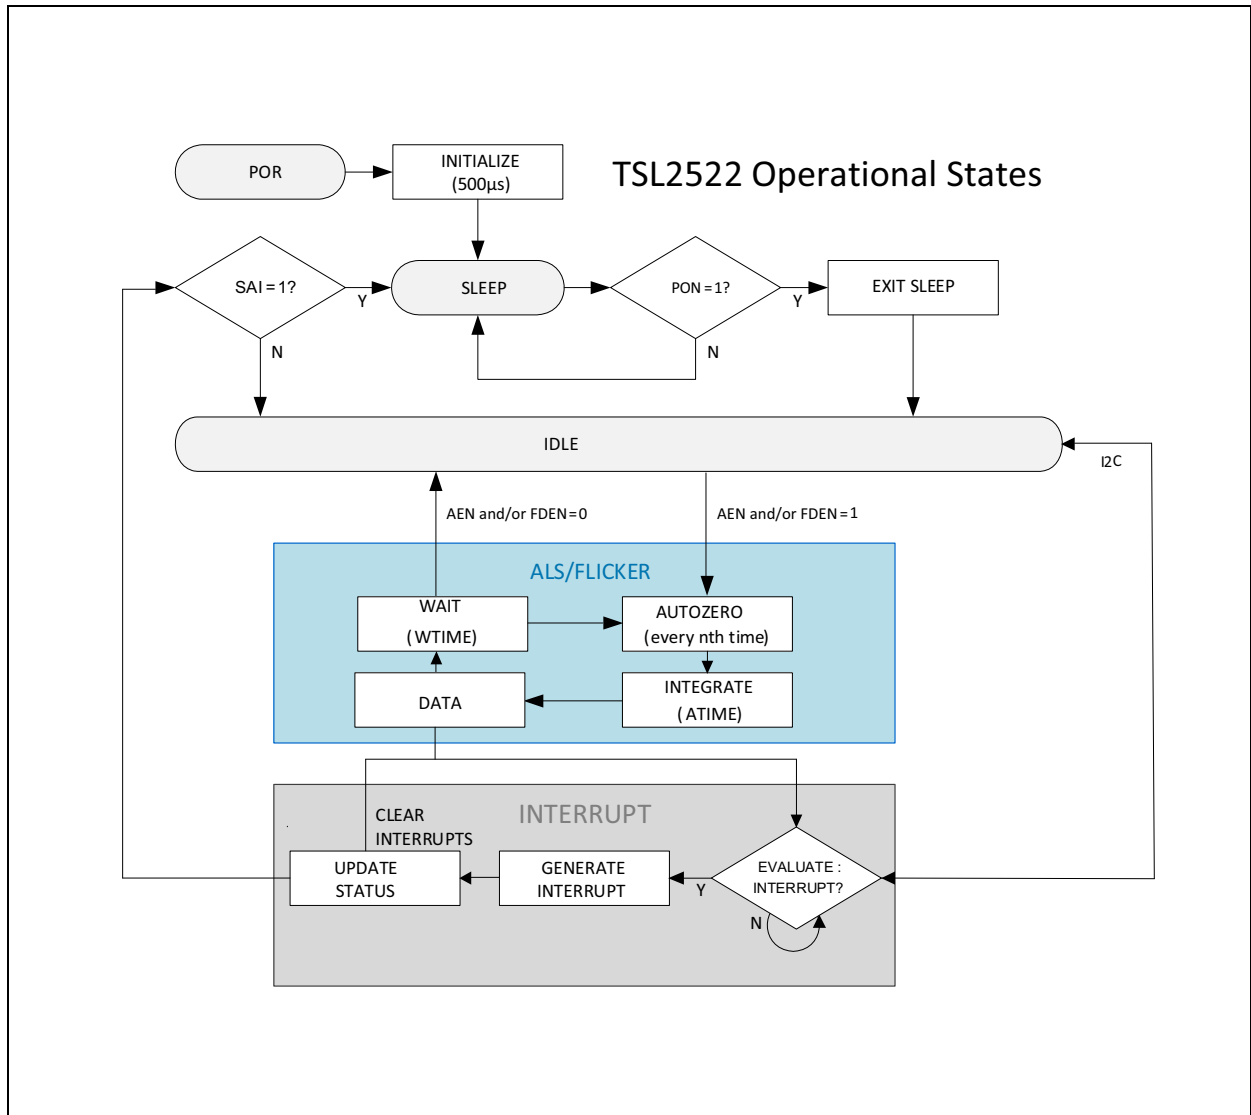 POR
INITIALIZE
(500µs)
TSL2522 Operational States
SAI = 1?
Y
SLEEP
PON = 1?
Y
EXIT SLEEP
N
N
IDLE
I2C
AEN and/or FDEN = 0
AEN and/or FDEN = 1
ALS/FLICKER
WAIT
(WTIME)
AUTOZERO
(every nth time)
DATA
INTEGRATE
(ATIME)
CLEAR
INTERRUPTS
INTERRUPT
UPDATE
STATUS
GENERATE
INTERRUPT
Y
EVALUATE :
INTERRUPT?
N